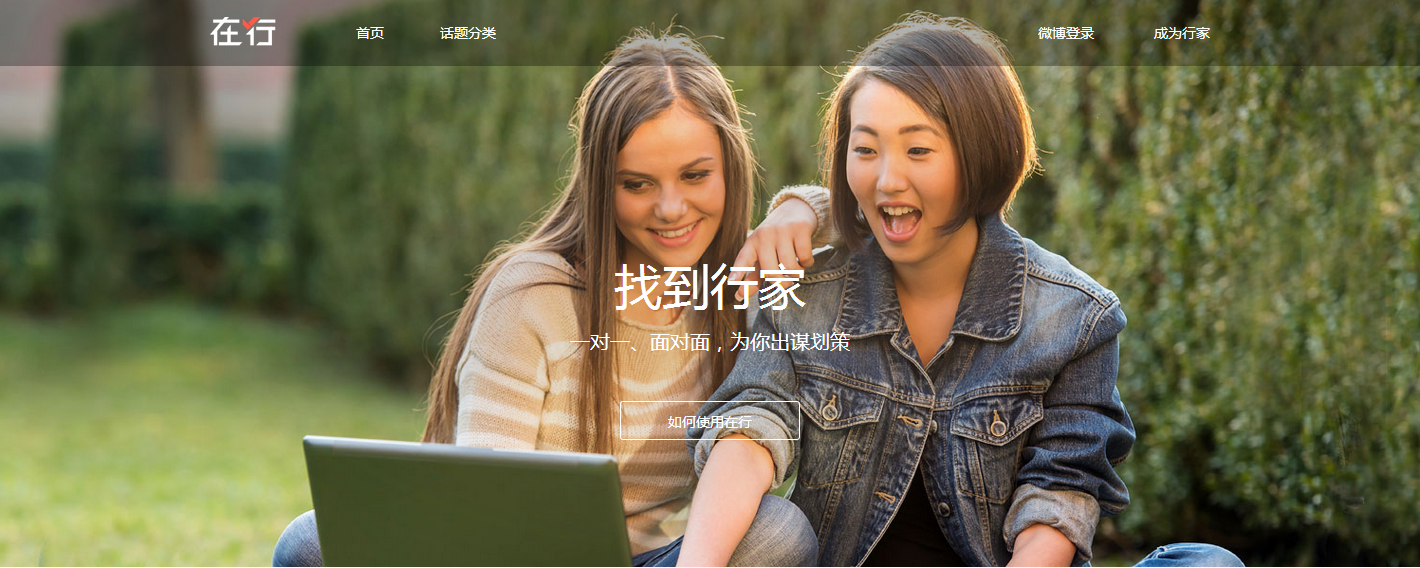 在行
首页
话题分类
微博登录
成为行家
找到行家
一对一、面对面，为你出谋划策
如何使用在行